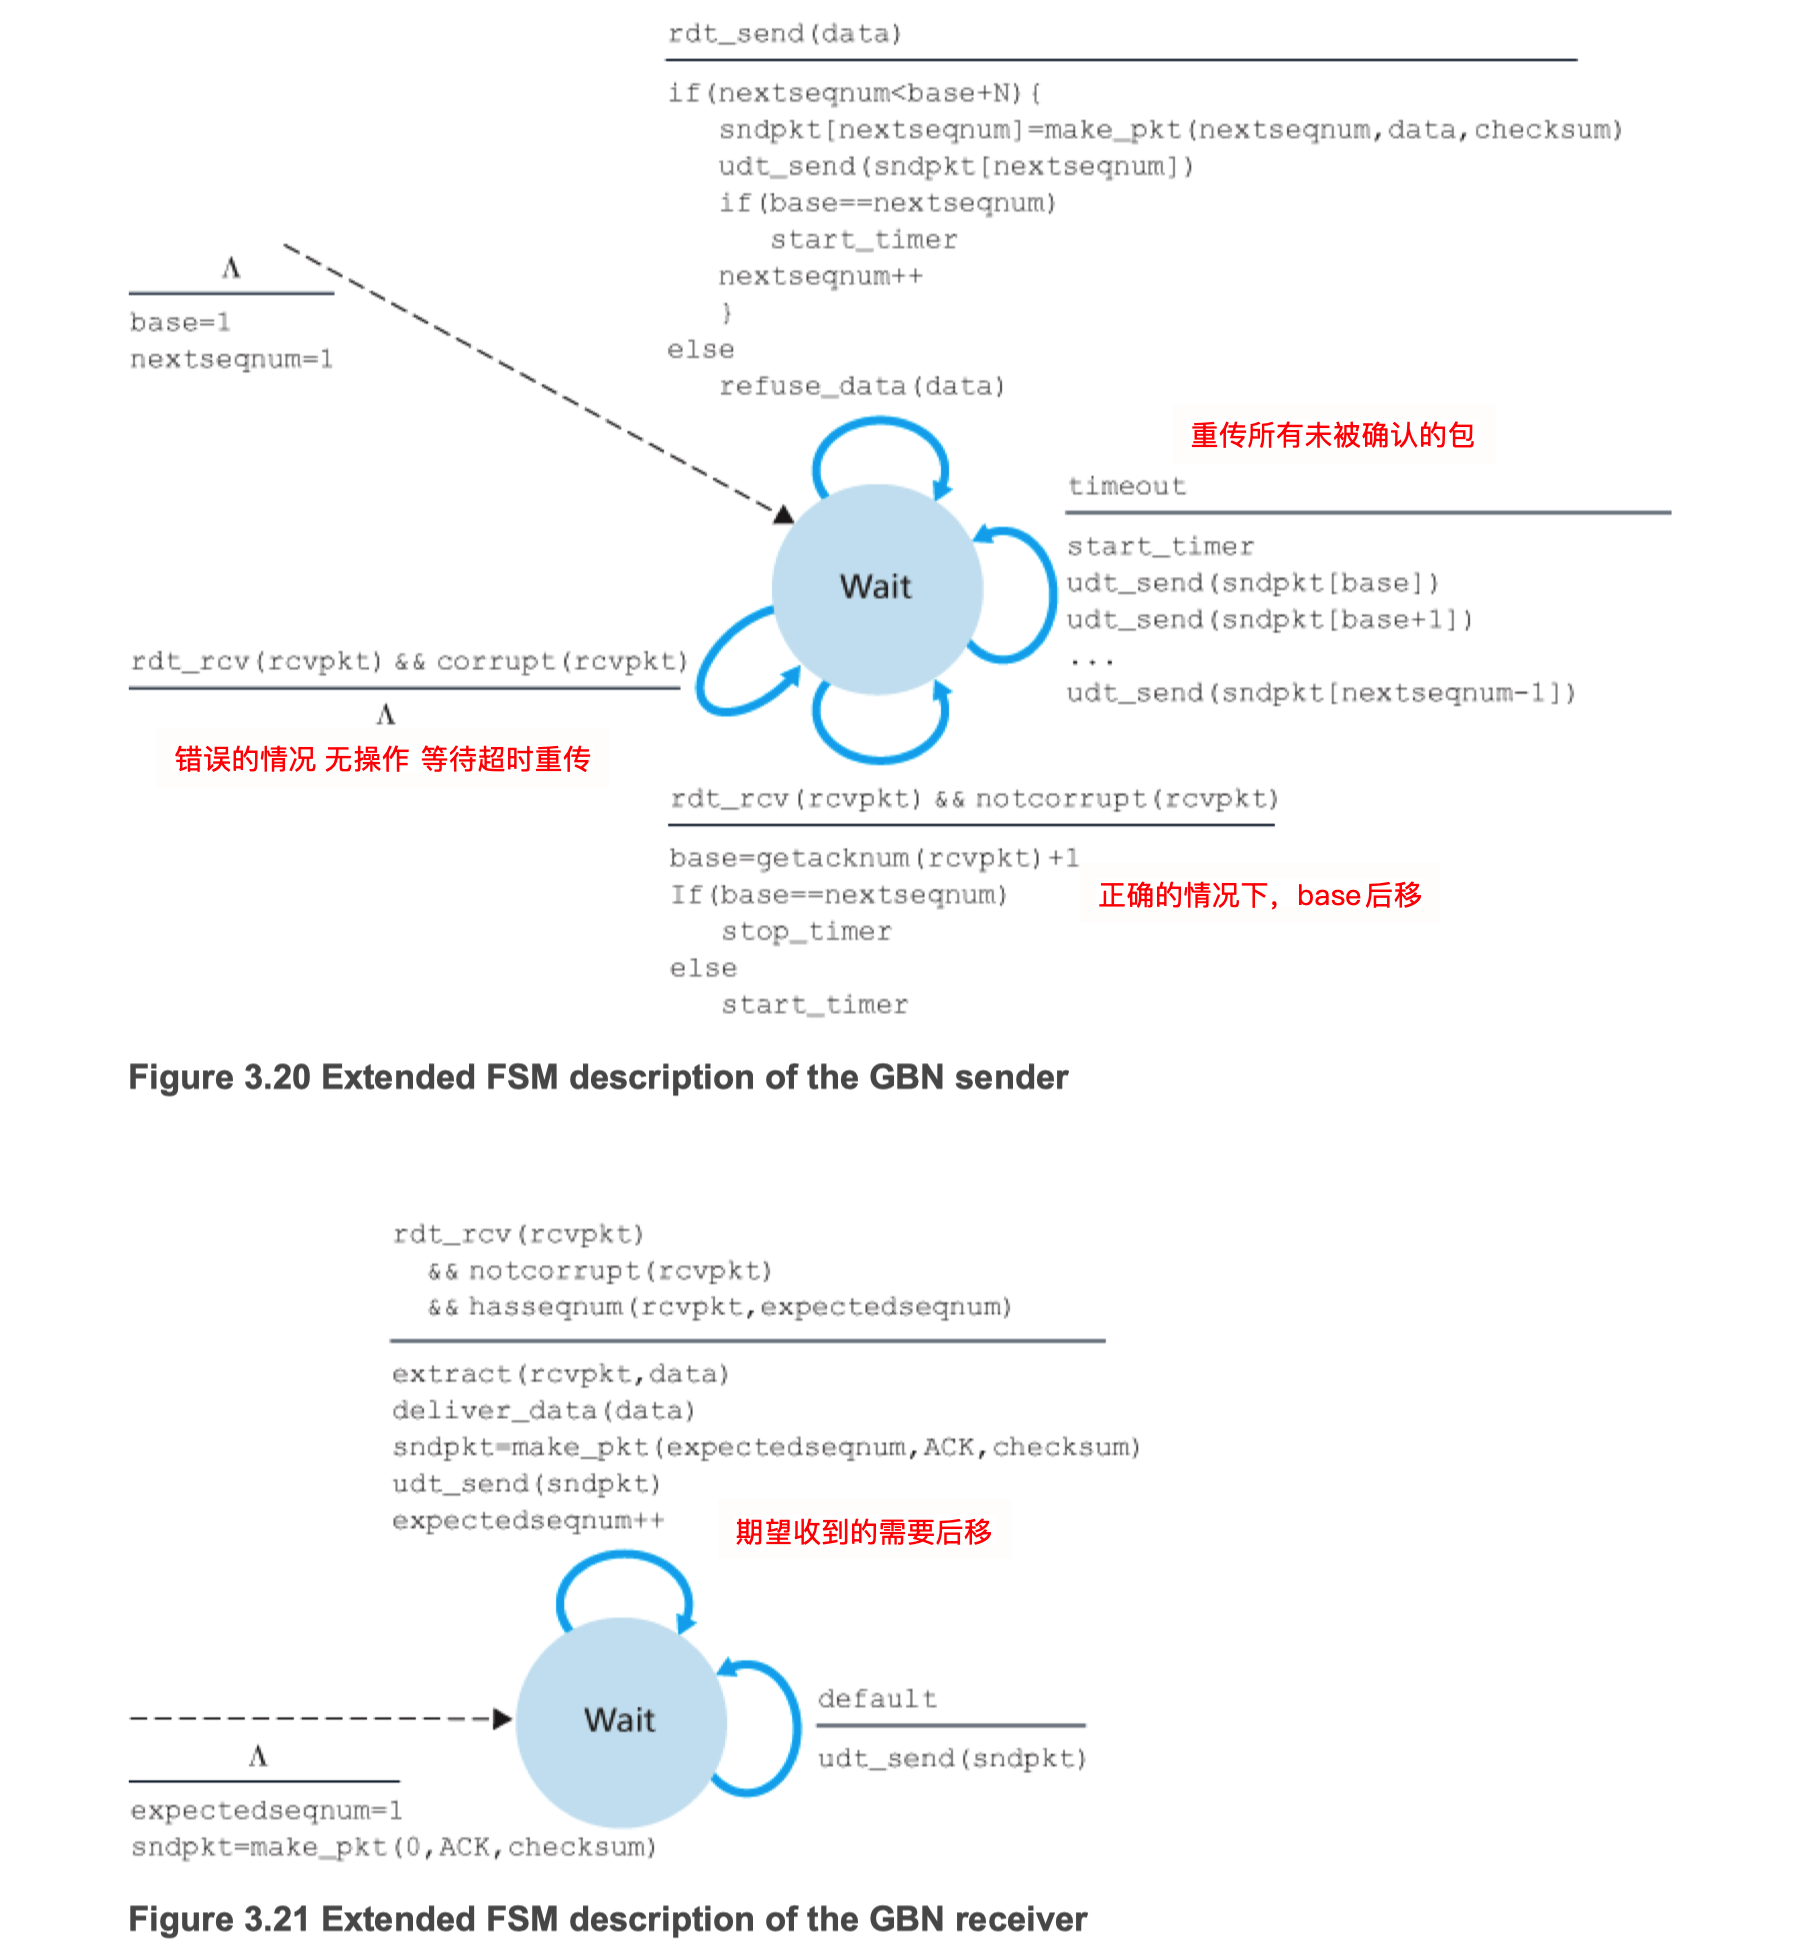 rdt_send(data)
if(nextseqnum<base+N){
sndpkt[nextseqnum]=make_pkt(nextseqnum,data,checksum)
udt_send(sndpkt[nextseqnum])
if(base==nextseqnum)
start_timer
nextseqnum++
}
else
refuse_data(data)
Λ
base=1
nextseqnum=1
重传所有未被确认的包
timeout
start_timer
udt_send(sndpkt[base])
udt_send(sndpkt[base+1])
...
udt_send(sndpkt[nextseqnum-1])
Wait
rdt_rcv(rcvpkt) && corrupt(rcvpkt)
Λ
错误的情况 无操作 等待超时重传
rdt_rcv(rcvpkt) && notcorrupt(rcvpkt)
base=getacknum(rcvpkt)+1
If(base==nextseqnum)
stop_timer
else
start_timer
正确的情况下，base后移
Figure 3.20 Extended FSM description of the GBN sender
rdt_rcv(rcvpkt)
&& notcorrupt(rcvpkt)
&& hasseqnum(rcvpkt,expectedseqnum)
extract(rcvpkt,data)
deliver_data(data)
sndpkt=make_pkt(expectedseqnum,ACK,checksum)
udt_send(sndpkt)
expectedseqnum++
期望收到的需要后移
Wait
default
udt_send(sndpkt)
Λ
expectedseqnum=1
sndpkt=make_pkt(0,ACK,checksum)
Figure 3.21 Extended FSM description of the GBN receiver